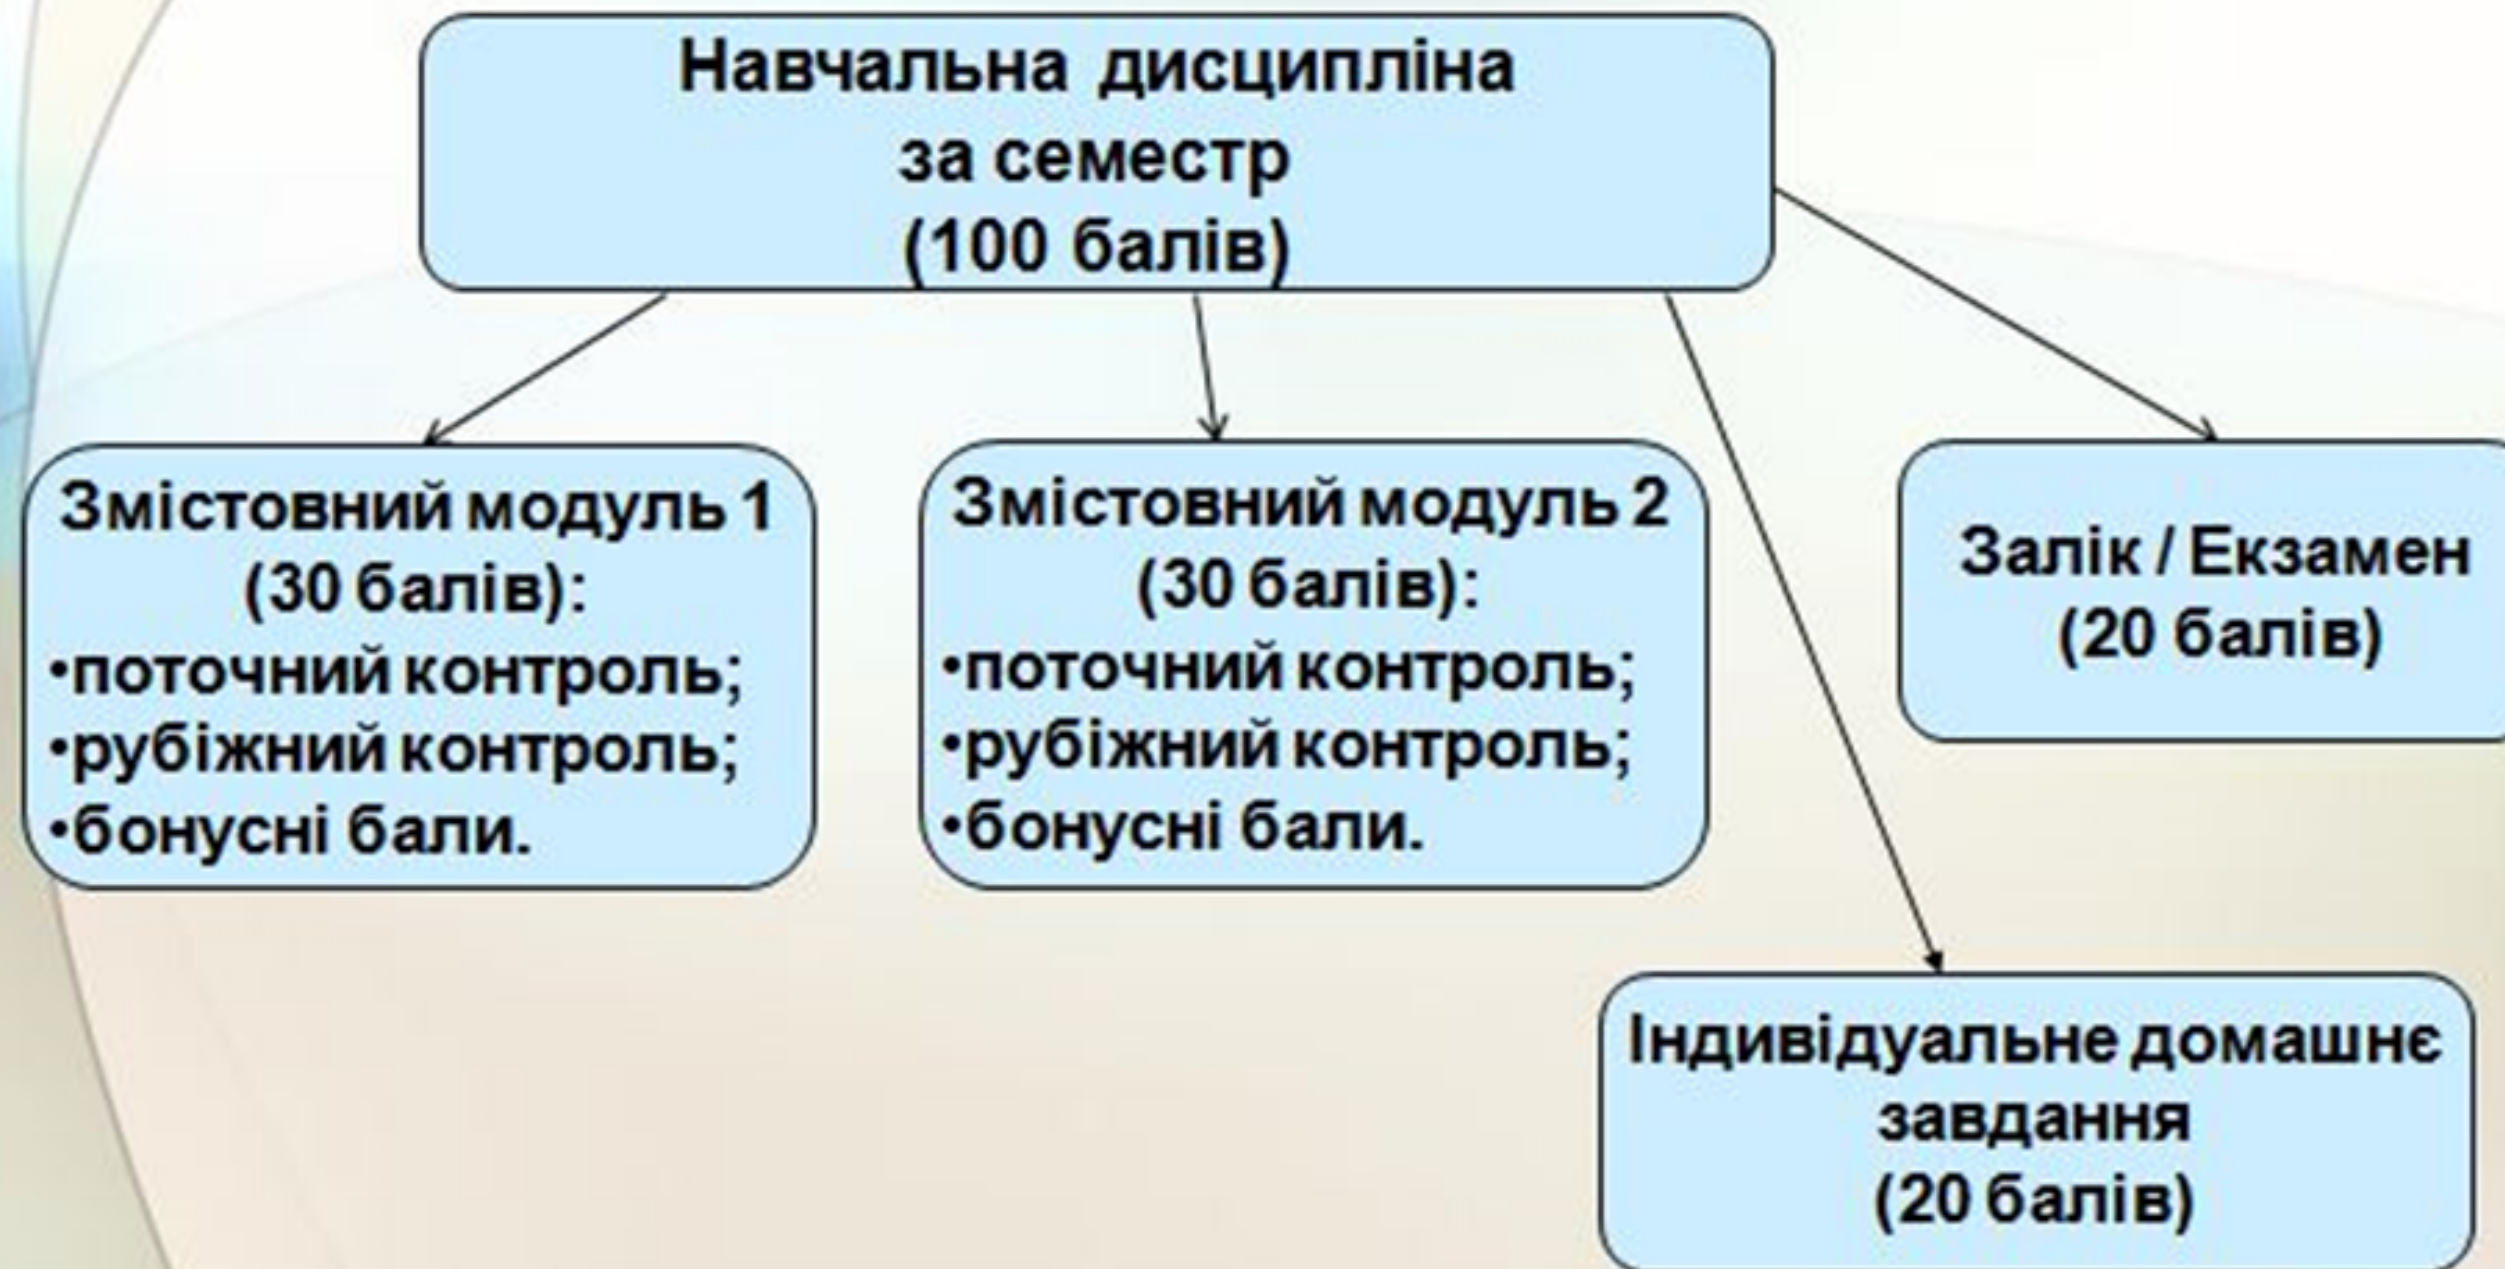 Навчальна дисципліна
за семестр
(100 балів)
Змістовний модуль 1
(30 балів):
•поточний контроль;
•рубіжний контроль;
•бонусні бали.
Змістовний модуль 2
(30 балів):
•поточний контроль;
•рубіжний контроль;
•бонусні бали.
Залік / Екзамен
(20 балів)
Індивідуальне домашнє
завдання
(20 балів)